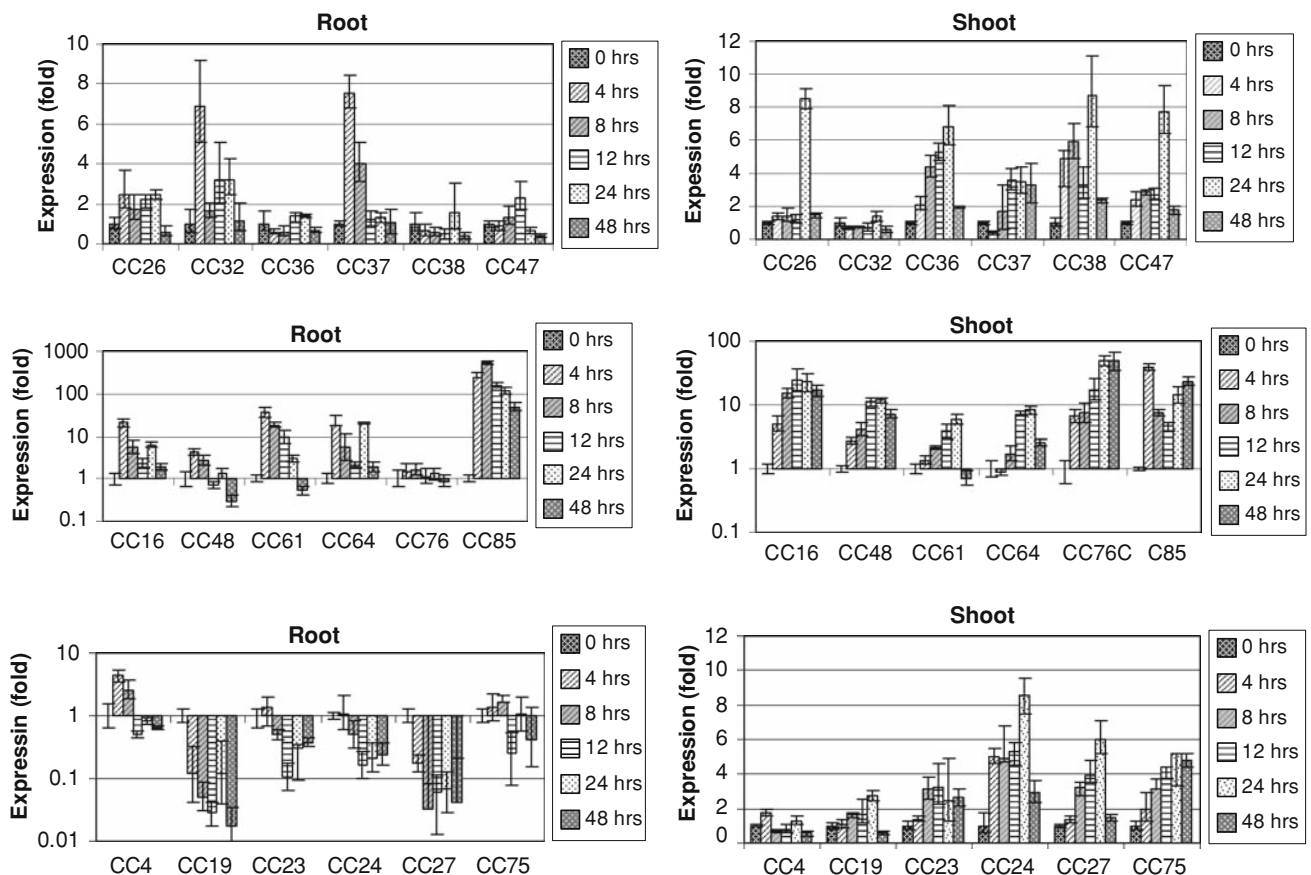 Root
Expression (fold)
10
8
6
4
2
0
CC26 CC32 CC36 CC37 CC38 CC47
0 hrs
4 hrs
8 hrs
12 hrs
24 hrs
48 hrs
Shoot
Expession (fold)
12
10
8
6
4
2
0
CC26 CC32 CC36 CC37 CC38 CC47
0 hrs
4 hrs
8 hrs
12 hrs
24 hrs
48 hrs
Root
Expression (fold)
1000
100
10
1
0.1
CC16 CC48 CC61 CC64 CC76 CC85
0 hrs
4 hrs
8 hrs
12 hrs
24 hrs
48 hrs
Shoot
Expression (fold)
100
10
1
0.1
CC16 CC48 CC61 CC64 CC76C C85
0 hrs
4 hrs
8 hrs
12 hrs
24 hrs
48 hrs
Root
Expressin (fold)
10
1
0.1
0.01
CC4 CC19 CC23 CC24 CC27 CC75
0 hrs
4 hrs
8 hrs
12 hrs
24 hrs
48 hrs
Shoot
Expression (fold)
12
10
8
6
4
2
0
CC4 CC19 CC23 CC24 CC27 CC75
0 hrs
4 hrs
8 hrs
12 hrs
24 hrs
48 hrs